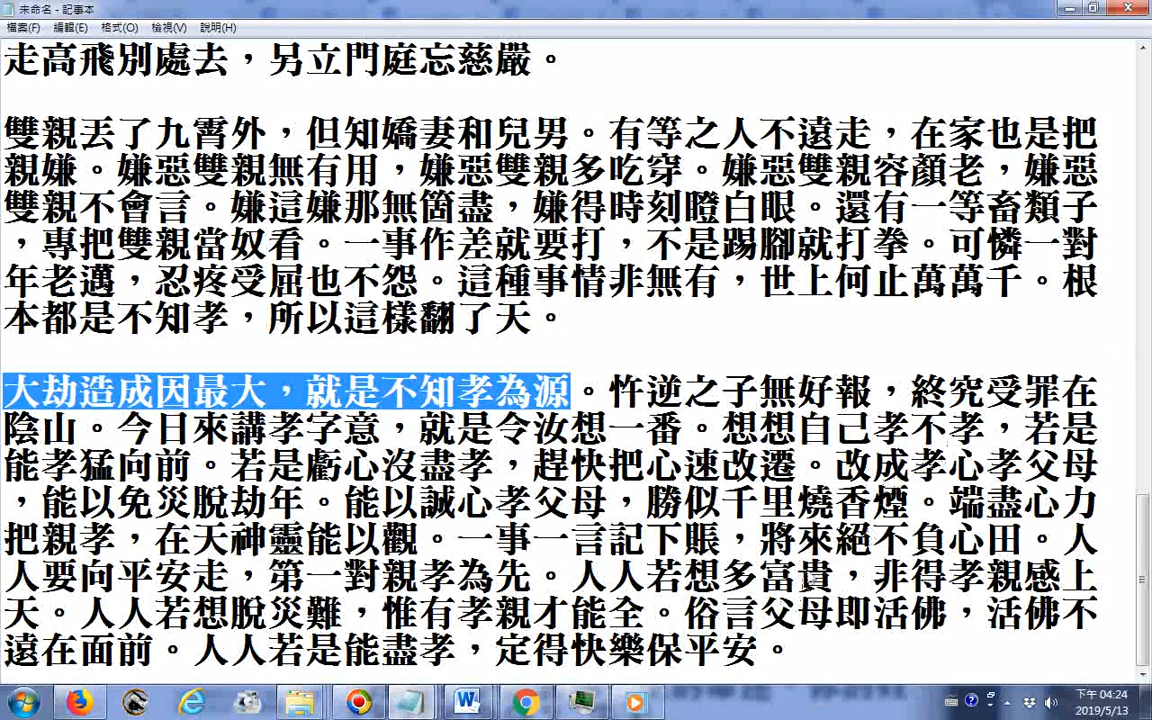 未命名 - 記事本
檔案(F) 編輯(E) 格式(O) 檢視(V) 說明(H)
走高飛別處去，另立門庭忘慈嚴。
雙親丟了九霄外，但知嬌妻和兒男。有等之人不遠走，在家也是把
親嫌。嫌惡雙親無有用，嫌惡雙親多吃穿。嫌惡雙親容顏老，嫌惡
雙親不會言。嫌這嫌那無箇盡，嫌得時刻瞪白眼。還有一等畜類子
，專把雙親當奴看。一事作差就要打，不是踢腳就打拳。可憐一對
年老邁，忍疼受屈也不怨。這種事情非無有，世上何止萬萬千。根
本都是不知孝，所以這樣翻了天。
大劫造成因最大，就是不知孝為源。忤逆之子無好報，終究受罪在
陰山。今日來講孝字意，就是令汝想一番。想想自己孝不孝，若是
能孝猛向前。若是虧心沒盡孝，趕快把心速改遷。改成孝心孝父母
，能以免災脫劫年。能以誠心孝父母，勝似千里燒香煙。端盡心力
把親孝，在天神靈能以觀。一事一言記下賬，將來絕不負心田。人
人要向平安走，第一對親孝為先。人人若想多富貴，非得孝親感上
天。人人若想脫災難，惟有孝親才能全。俗言父母即活佛，活佛不
遠在面前。人人若是能盡孝，定得快樂保平安。
下午 04:24
2019/5/13